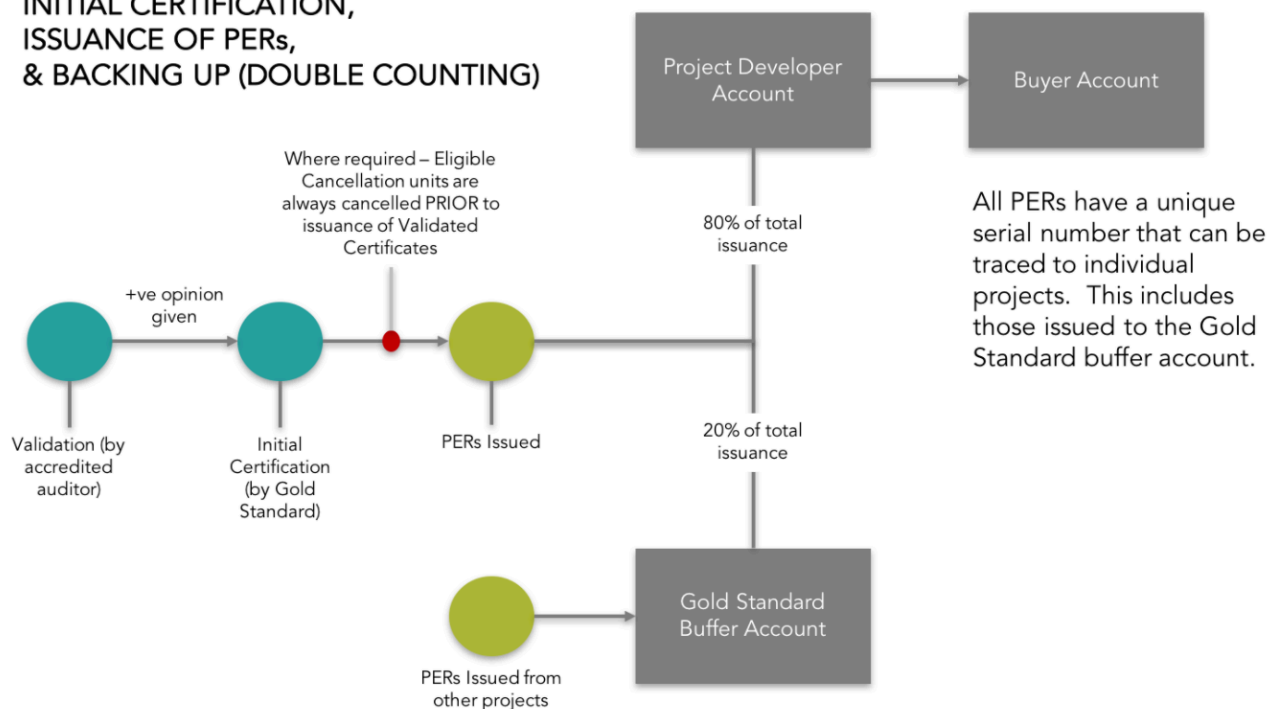 INITIAL CERTIFICATION,
ISSUANCE OF PERs,
& BACKING UP (DOUBLE COUNTING)
Project Developer
Account
Buyer Account
Where required – Eligible
Cancellation units are
always cancelled PRIOR to
issuance of Validated
Certificates
80% of total
issuance
All PERs have a unique
serial number that can be
traced to individual
projects. This includes
those issued to the Gold
Standard buffer account.
+ve opinion
given
Validation (by
accredited
auditor)
Initial
Certification
(by Gold
Standard)
PERs Issued
20% of total
issuance
Gold Standard
Buffer Account
PERs Issued from
other projects